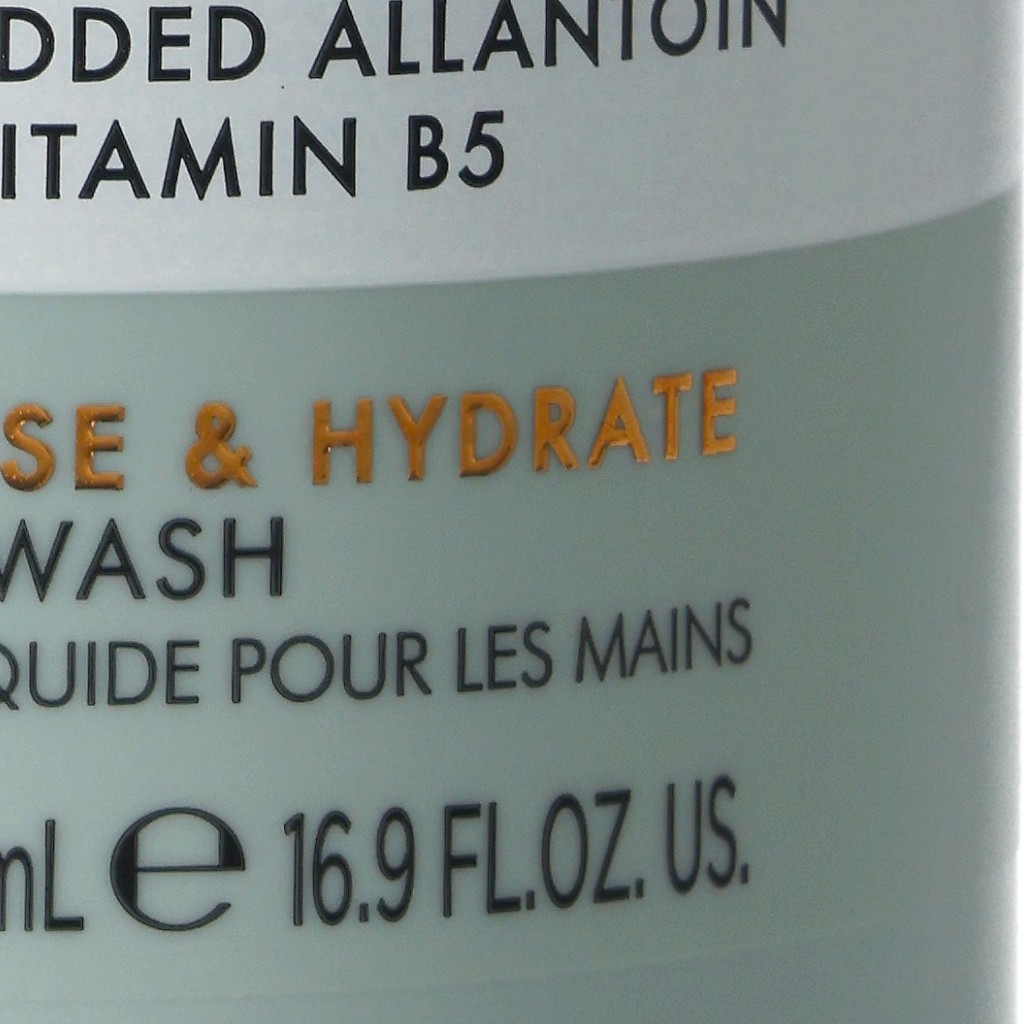 DDED ALLANTOIN
ITAMIN B5
SE & HYDRATE
WASH
QUIDE POUR LES MAINS
mL e 16.9 FL.OZ. US.